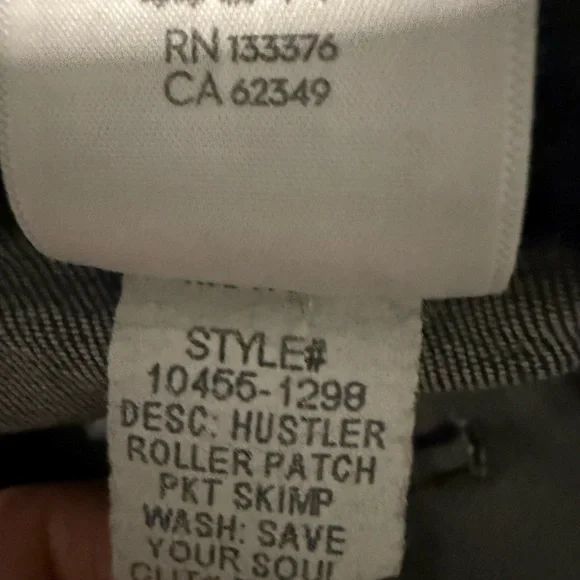 RN 133376
CA 62349
STYLE#
10455-1298
DESC: HUSTLER
ROLLER PATCH
PKT SKIMP
WASH: SAVE
YOUR SOUL